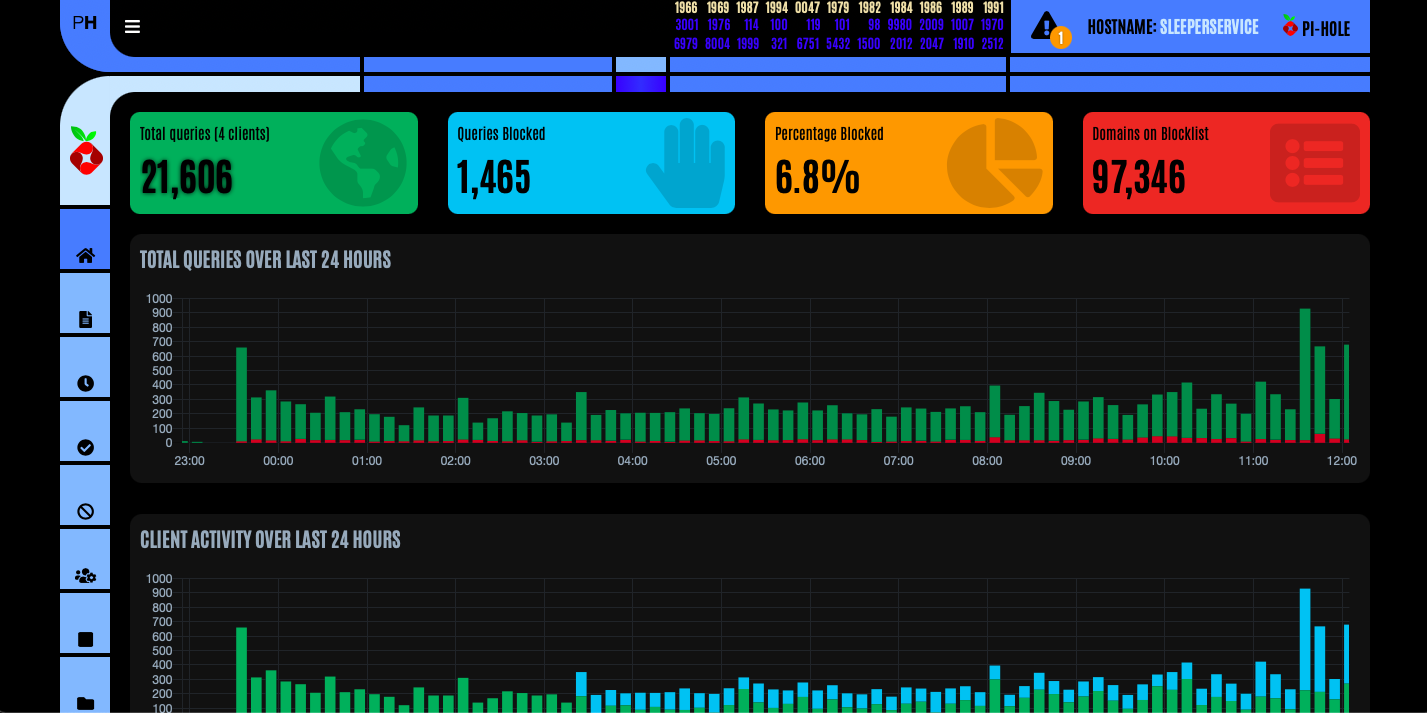 PH
1966 1969 1987 1994 0047 1979 1982 1984 1986 1989 1991
3001 1976 114 100 119 101 98 9980 2009 1007 1970
6979 8004 1999 321 6751 5432 1500 2012 2047 1910 2512
1
HOSTNAME: SLEEPERSERVICE
PI-HOLE
Total queries (4 clients)
21,606
Queries Blocked
1,465
Percentage Blocked
6.8%
Domains on Blocklist
97,346
TOTAL QUERIES OVER LAST 24 HOURS
1000
900
800
700
600
500
400
300
200
100
0
23:00 00:00 01:00 02:00 03:00 04:00 05:00 06:00 07:00 08:00 09:00 10:00 11:00 12:00
CLIENT ACTIVITY OVER LAST 24 HOURS
1000
900
800
700
600
500
400
300
200
100